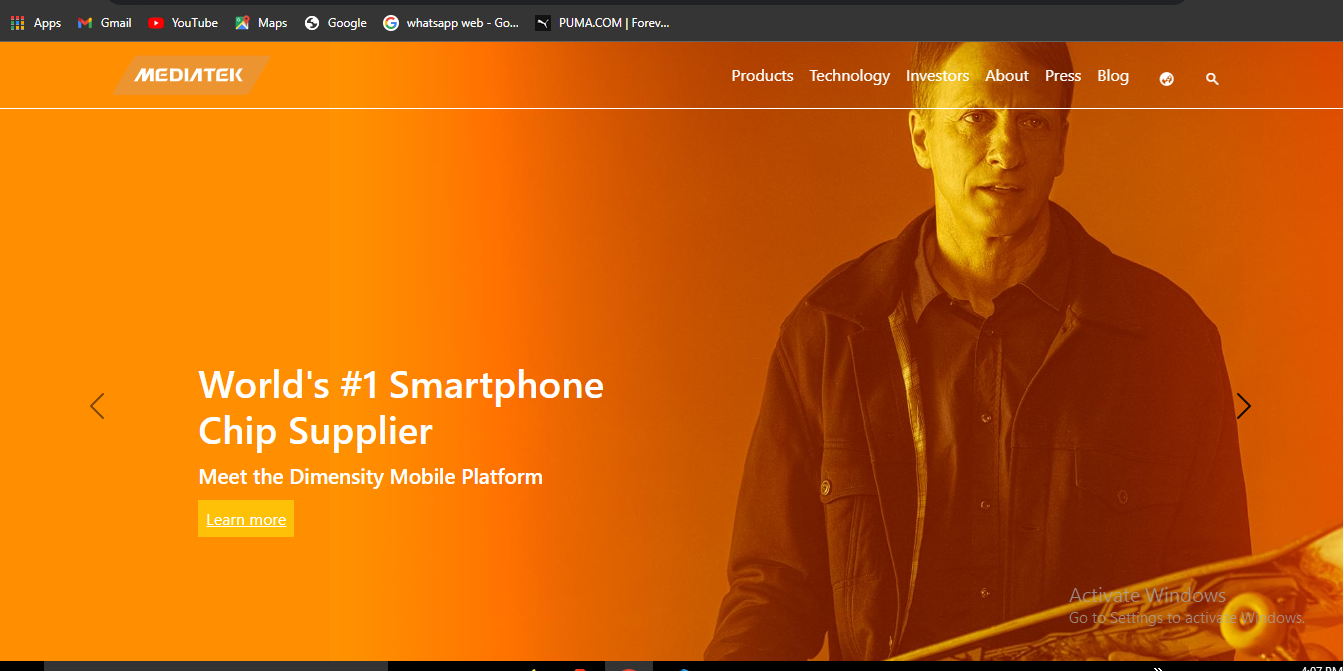 Apps Gmail YouTube Maps Google whatsapp web - Go... PUMA.COM | Forev...
MEDIATEK
Products Technology Investors About Press Blog
World's #1 Smartphone
Chip Supplier
Meet the Dimensity Mobile Platform
Learn more
Activate Windows
Go to Settings to activate Windows.